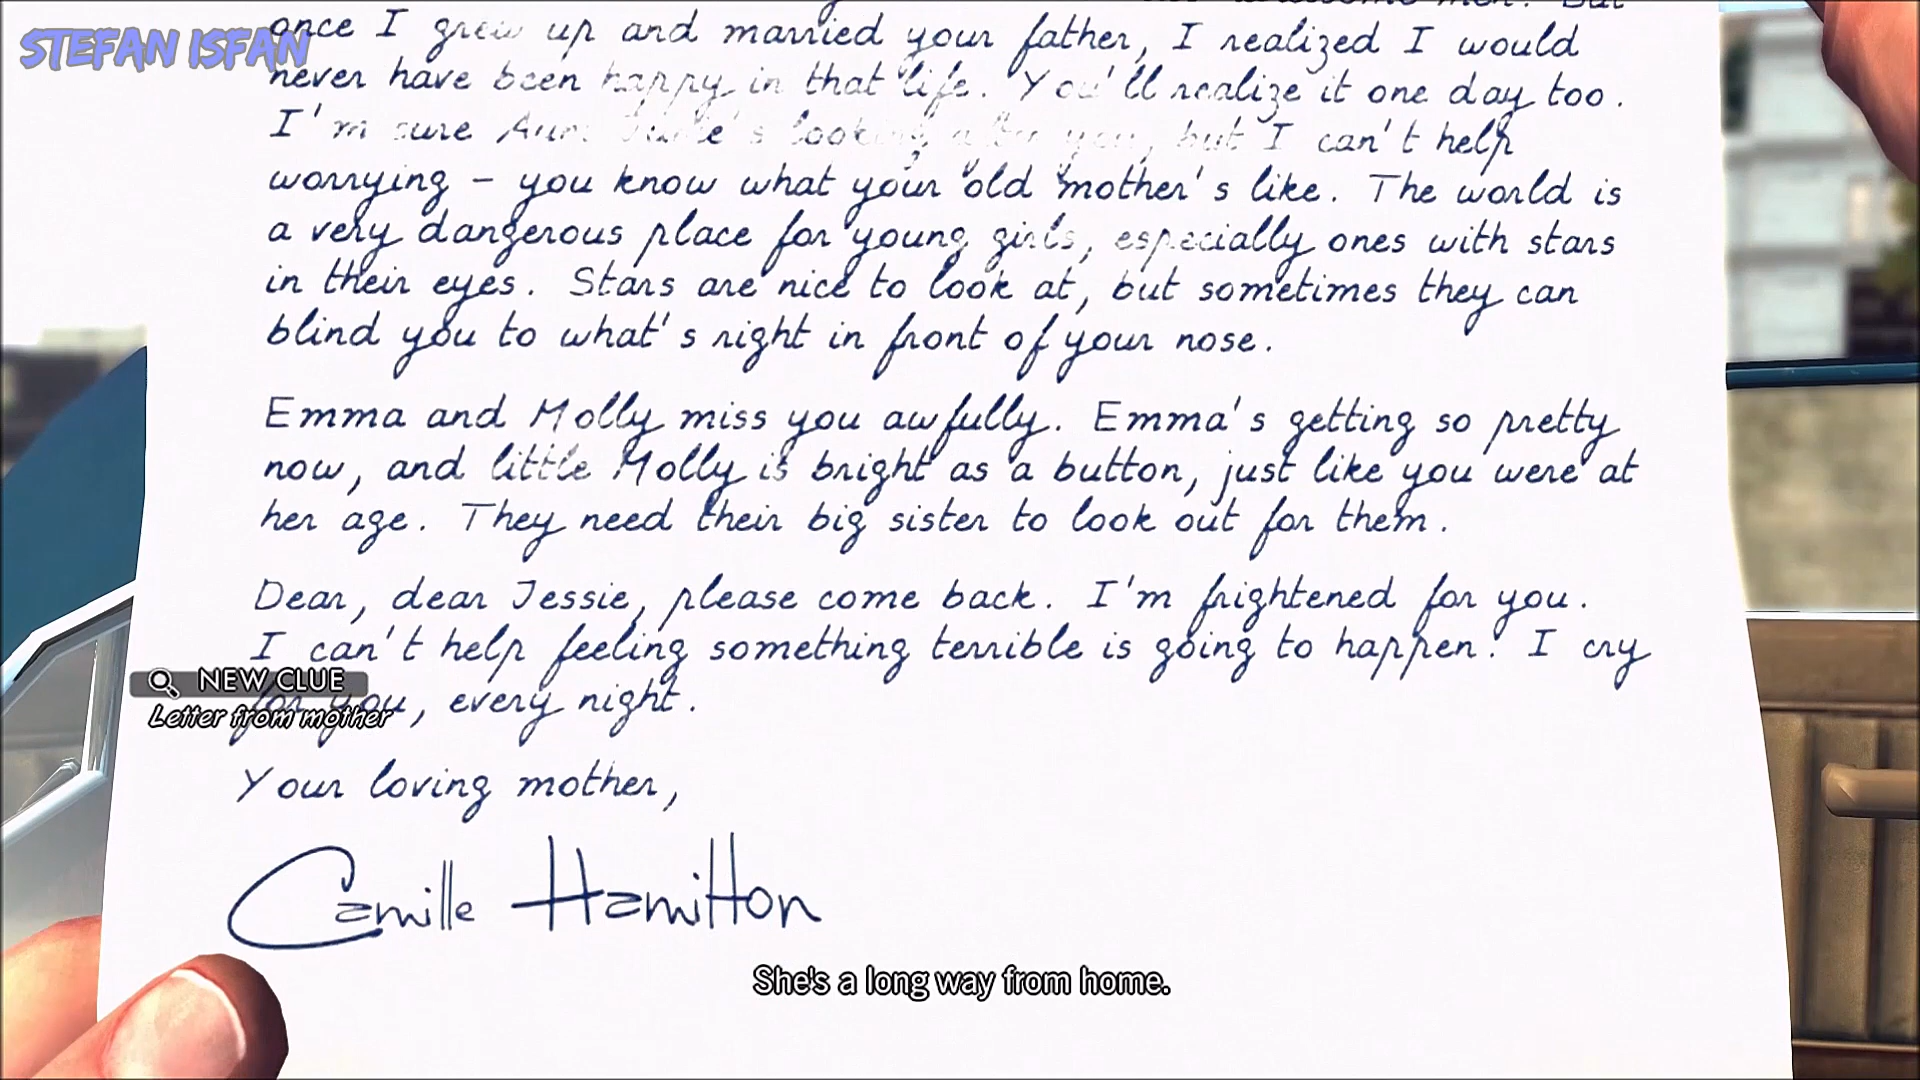 STEFAN ISFAN
once I grew up and married your father, I realized I would
never have been happy in that life. You'll realize it one day too.
I'm sure Aunt looking after you, but I can't help
worrying - you know what your old mother's like. The world is
a very dangerous place for young girls, especially ones with stars
in their eyes. Stars are nice to look at, but sometimes they can
blind you to what's right in front of your nose.
Emma and Molly miss you awfully. Emma's getting so pretty
now, and little Molly is bright as a button, just like you were at
her age. They need their big sister to look out for them.
Dear, dear Jessie, please come back. I'm frightened for you.
I can't help feeling something terrible is going to happen. I cry
for you, every night.
NEW CLUE
Letter from mother
Your loving mother,
Camille Hamilton
She's a long way from home.